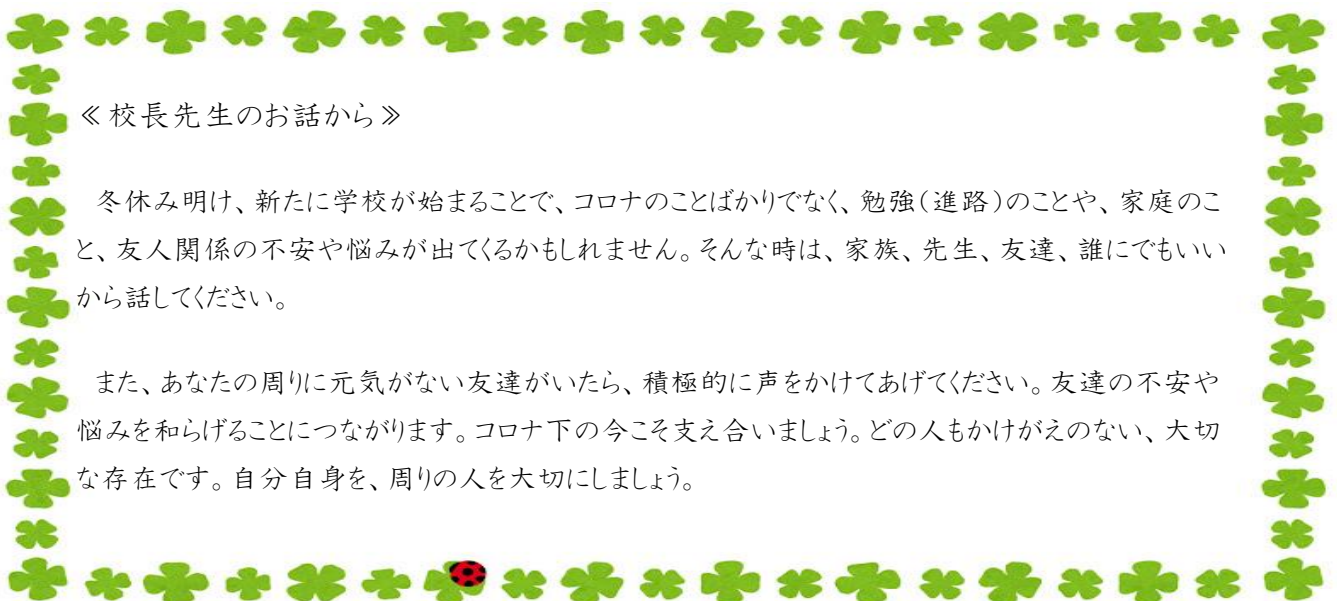 ≪校長先生のお話から≫
冬休み明け、新たに学校が始まることで、コロナのことばかりでなく、勉強(進路)のことや、家庭のこ
と、友人関係の不安や悩みが出てくるかもしれません。そんな時は、家族、先生、友達、誰にでもいい
から話してください。
また、あなたの周りに元気がない友達がいたら、積極的に声をかけてあげてください。友達の不安や
悩みを和らげることにつながります。コロナ下の今こそ支え合いましょう。どの人もかけがえのない、大切
な存在です。自分自身を、周りの人を大切にしましょう。